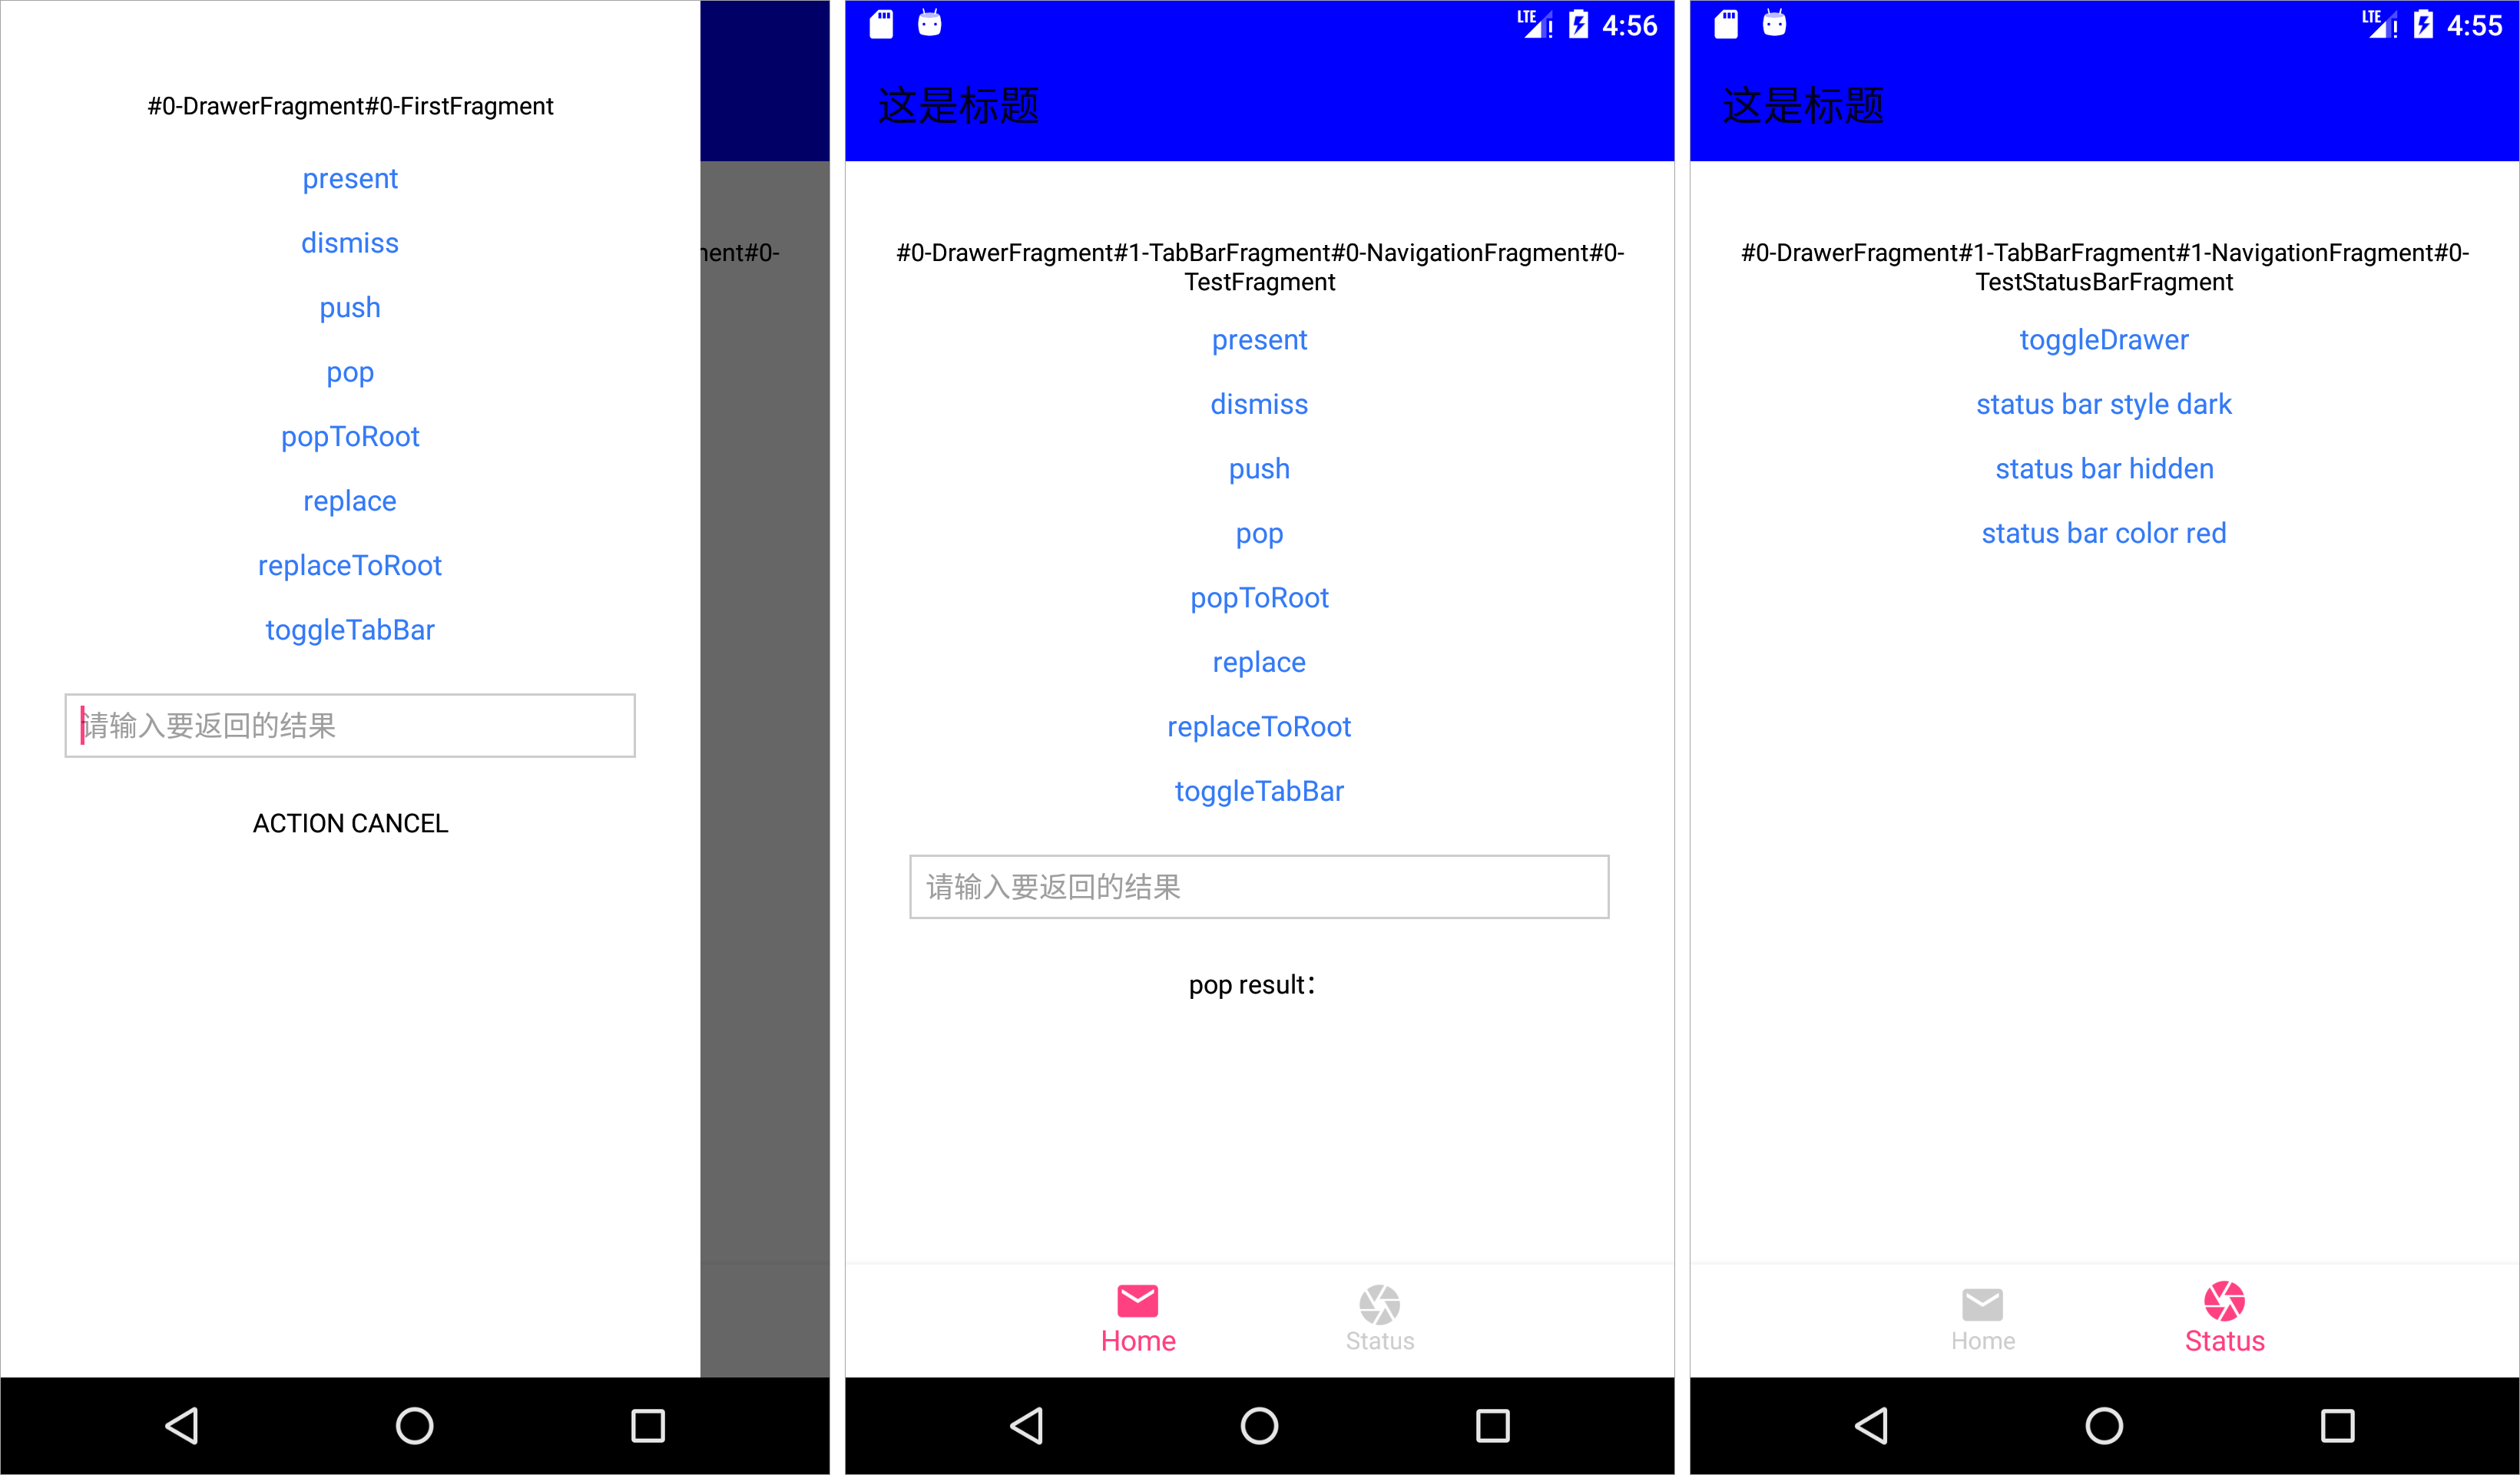 #0-DrawerFragment#0-FirstFragment
present
dismiss
push
pop
popToRoot
replace
replaceToRoot
toggleTabBar
请输入要返回的结果
ACTION CANCEL
ment#0-
LTE 4:56
这是标题
#0-DrawerFragment#1-TabBarFragment#0-NavigationFragment#0-
TestFragment
present
dismiss
push
pop
popToRoot
replace
replaceToRoot
toggleTabBar
请输入要返回的结果
pop result：
Home Status
LTE 4:55
这是标题
#0-DrawerFragment#1-TabBarFragment#1-NavigationFragment#0-
TestStatusBarFragment
toggleDrawer
status bar style dark
status bar hidden
status bar color red
Home Status